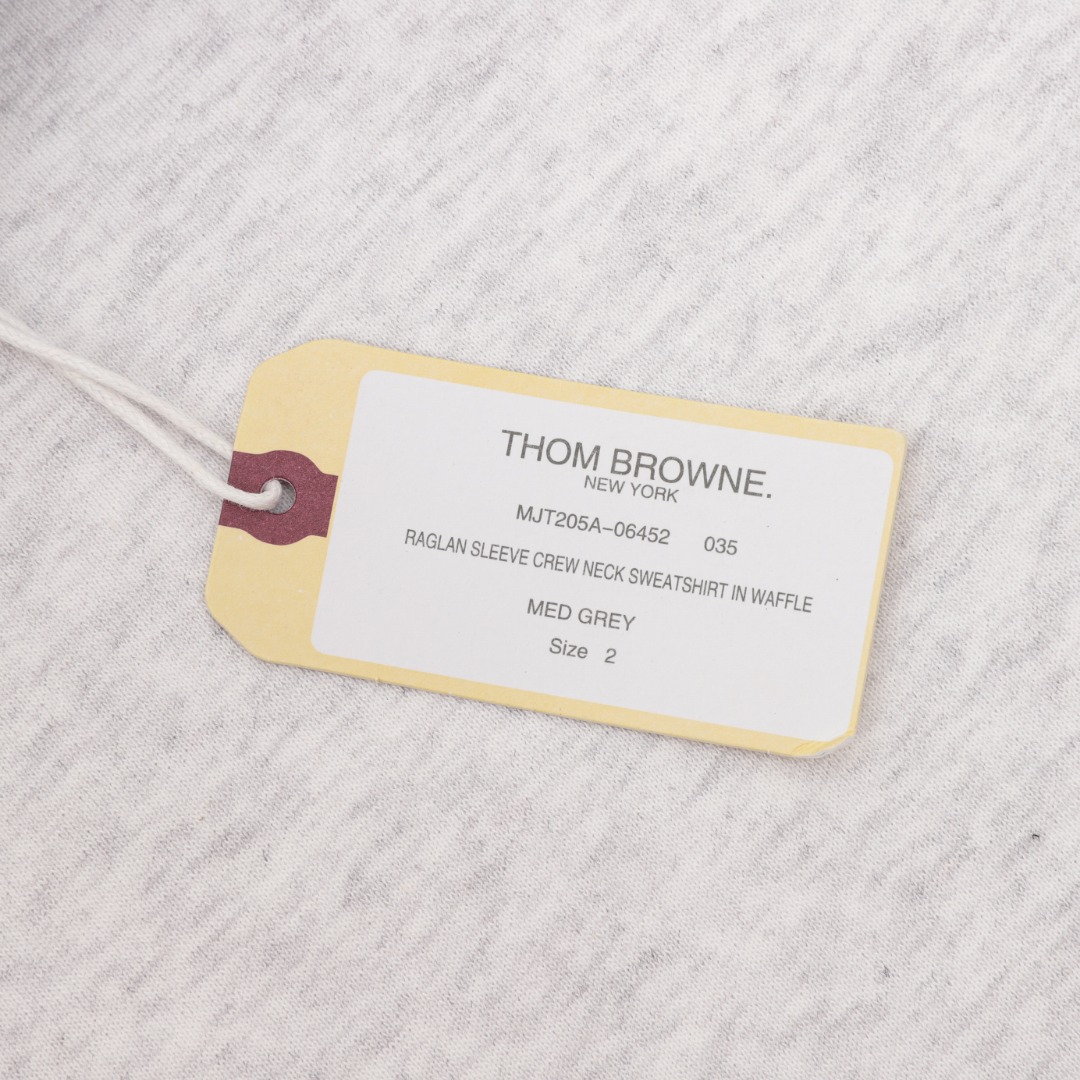 THOM BROWNE.
NEW YORK
MJT205A-06452 035
RAGLAN SLEEVE CREW NECK SWEATSHIRT IN WAFFLE
MED GREY
Size 2